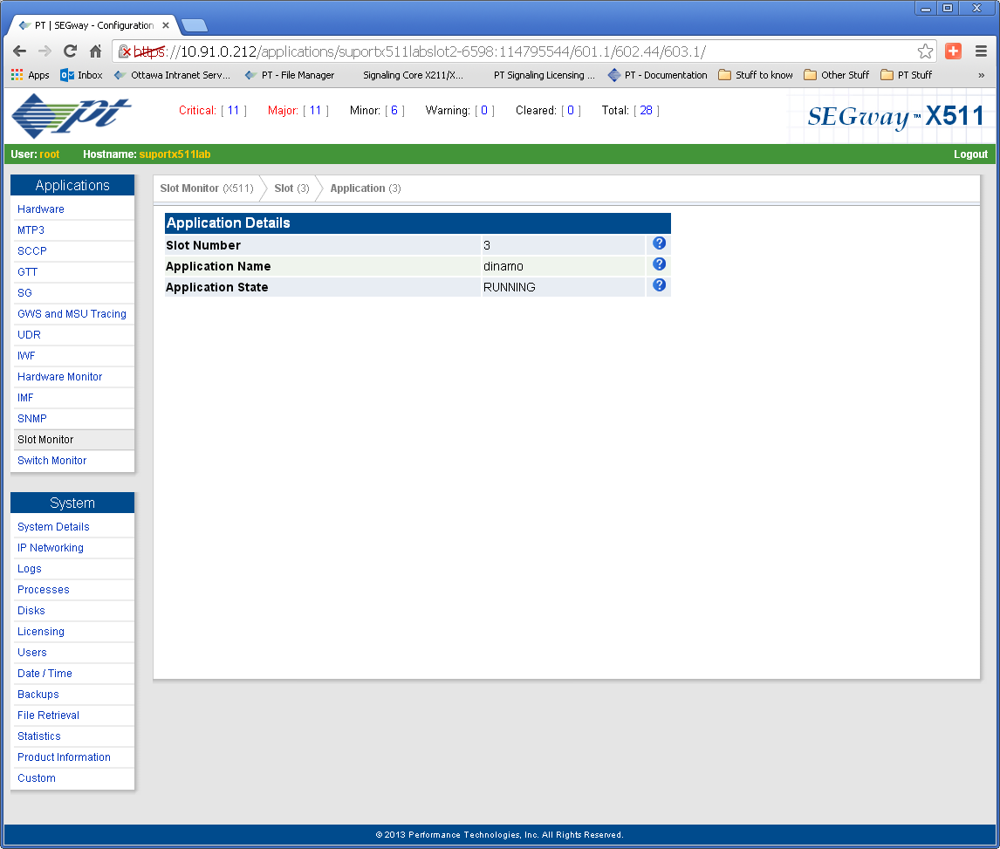 PT | SEGway - Configuration
https://10.91.0.212/applications/suportx511labslot2-6598:114795544/601.1/602.44/603.1/
Apps Inbox Ottawa Intranet Serv... PT - File Manager Signaling Core X211/X... PT Signaling Licensing ... PT - Documentation Stuff to know Other Stuff PT Stuff »
pt Critical: [ 11 ] Major: [ 11 ] Minor: [ 6 ] Warning: [ 0 ] Cleared: [ 0 ] Total: [ 28 ] SEGway™ X511
User: root Hostname: suportx511lab Logout
Applications
Hardware
MTP3
SCCP
GTT
SG
GWS and MSU Tracing
UDR
IWF
Hardware Monitor
IMF
SNMP
Slot Monitor
Switch Monitor
System
System Details
IP Networking
Logs
Processes
Disks
Licensing
Users
Date / Time
Backups
File Retrieval
Statistics
Product Information
Custom
Slot Monitor (X511) Slot (3) Application (3)
Application Details
Slot Number 3 ?
Application Name dinamo ?
Application State RUNNING ?
© 2013 Performance Technologies, Inc. All Rights Reserved.